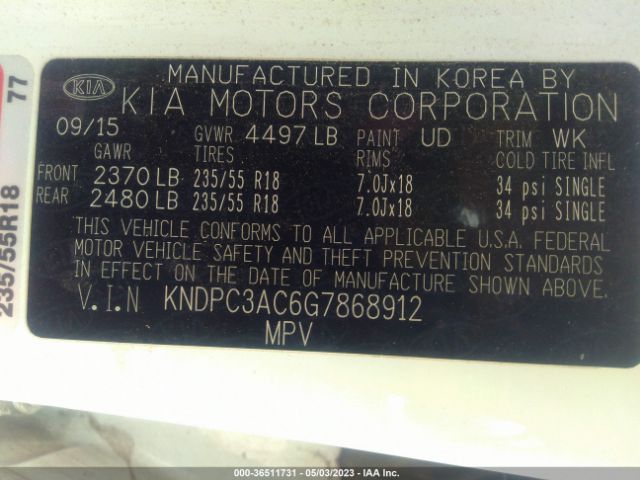 MANUFACTURED IN KOREA BY
KIA KIA MOTORS CORPORATION
09/15 GVWR 4497 LB PAINT UD TRIM WK
GAWR TIRES RIMS COLD TIRE INFL
FRONT 2370 LB 235/55 R18 7.0Jx18 34 psi SINGLE
REAR 2480 LB 235/55 R18 7.0Jx18 34 psi SINGLE
THIS VEHICLE CONFORMS TO ALL APPLICABLE U.S.A. FEDERAL
MOTOR VEHICLE SAFETY AND THEFT PREVENTION STANDARDS
IN EFFECT ON THE DATE OF MANUFACTURE SHOWN ABOVE.
V.I.N KNDPC3AC6G7868912
MPV
235/55R18 77
000-36511731 - 05/03/2023 - IAA Inc.